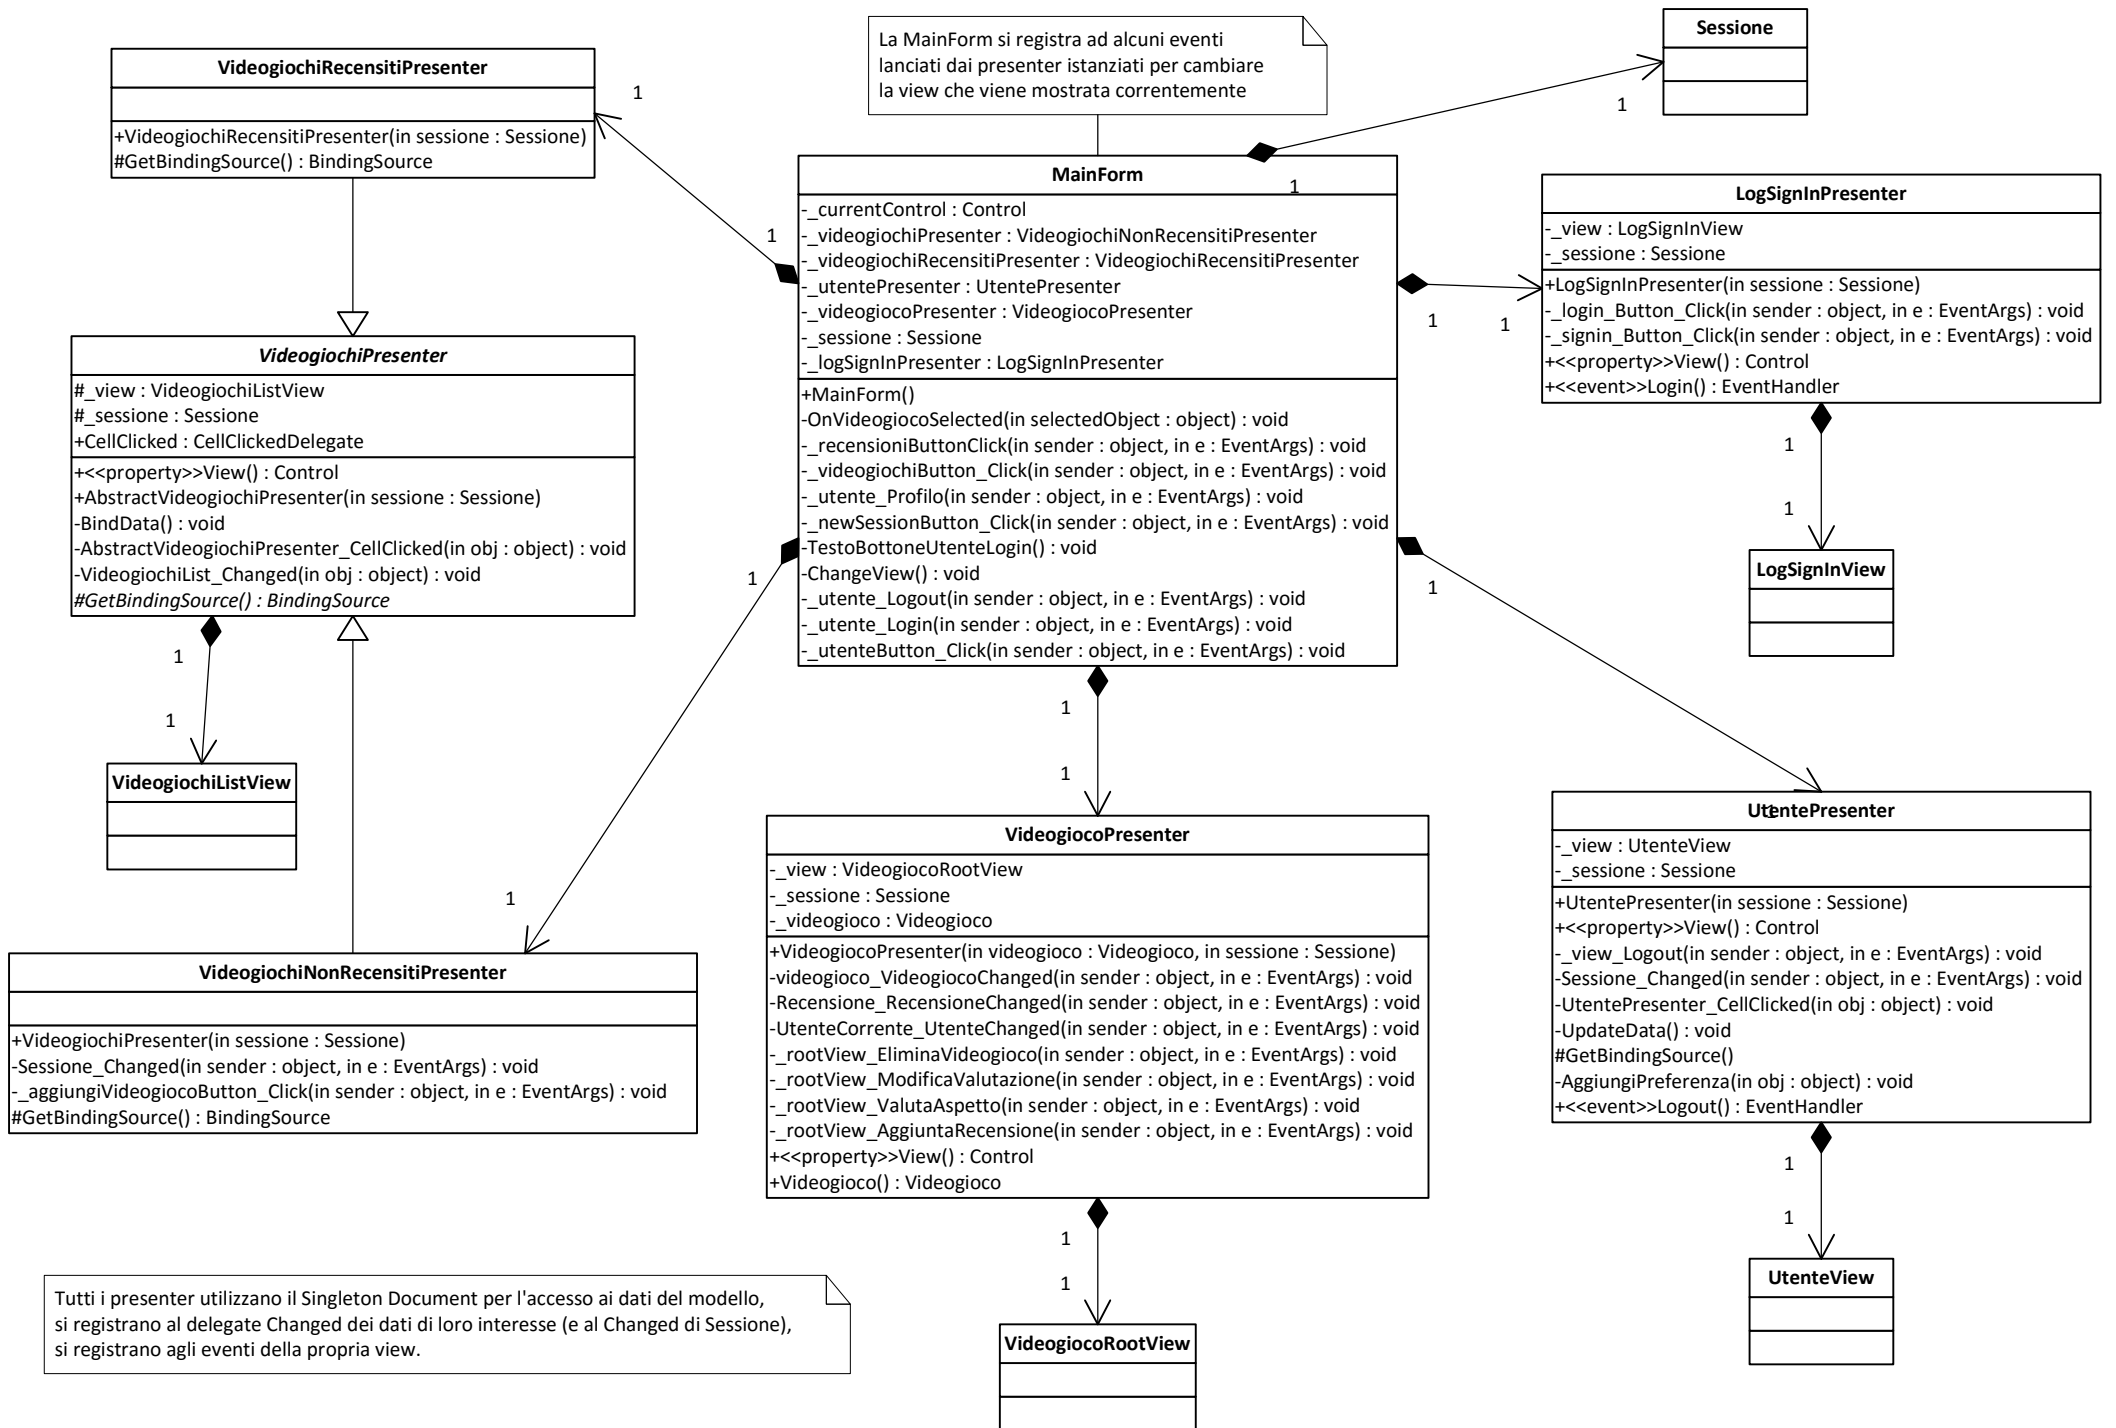 La MainForm si registra ad alcuni eventi
lanciati dai presenter istanziati per cambiare
la view che viene mostrata correntemente
Sessione
1
1
VideogiochiRecensitiPresenter
+VideogiochiRecensitiPresenter(in sessione : Sessione)
#GetBindingSource() : BindingSource
1
1
MainForm
-_currentControl : Control
-_videogiochiPresenter : VideogiochiNonRecensitiPresenter
-_videogiochiRecensitiPresenter : VideogiochiRecensitiPresenter
-_utentePresenter : UtentePresenter
-_videogiocoPresenter : VideogiocoPresenter
-_sessione : Sessione
-_logSignInPresenter : LogSignInPresenter
+MainForm()
-OnVideogiocoSelected(in selectedObject : object) : void
-_recensioniButtonClick(in sender : object, in e : EventArgs) : void
-_videogiochiButton_Click(in sender : object, in e : EventArgs) : void
-_utente_Profilo(in sender : object, in e : EventArgs) : void
-_newSessionButton_Click(in sender : object, in e : EventArgs) : void
-TestoBottoneUtenteLogin() : void
-ChangeView() : void
-_utente_Logout(in sender : object, in e : EventArgs) : void
-_utente_Login(in sender : object, in e : EventArgs) : void
-_utenteButton_Click(in sender : object, in e : EventArgs) : void
1
1
LogSignInPresenter
-_view : LogSignInView
-_sessione : Sessione
+LogSignInPresenter(in sessione : Sessione)
-_login_Button_Click(in sender : object, in e : EventArgs) : void
-_signin_Button_Click(in sender : object, in e : EventArgs) : void
+<<property>>View() : Control
+<<event>>Login() : EventHandler
1
1
LogSignInView
VideogiochiPresenter
#_view : VideogiochiListView
#_sessione : Sessione
+CellClicked : CellClickedDelegate
+<<property>>View() : Control
+AbstractVideogiochiPresenter(in sessione : Sessione)
-BindData() : void
-AbstractVideogiochiPresenter_CellClicked(in obj : object) : void
-VideogiochiList_Changed(in obj : object) : void
#GetBindingSource() : BindingSource
1
1
VideogiochiListView
1
1
VideogiochiNonRecensitiPresenter
+VideogiochiPresenter(in sessione : Sessione)
-Sessione_Changed(in sender : object, in e : EventArgs) : void
-_aggiungiVideogiocoButton_Click(in sender : object, in e : EventArgs) : void
#GetBindingSource() : BindingSource
1
1
VideogiocoPresenter
-_view : VideogiocoRootView
-_sessione : Sessione
-_videogioco : Videogioco
+VideogiocoPresenter(in videogioco : Videogioco, in sessione : Sessione)
-videogioco_VideogiocoChanged(in sender : object, in e : EventArgs) : void
-Recensione_RecensioneChanged(in sender : object, in e : EventArgs) : void
-UtenteCorrente_UtenteChanged(in sender : object, in e : EventArgs) : void
-_rootView_EliminaVideogioco(in sender : object, in e : EventArgs) : void
-_rootView_ModificaValutazione(in sender : object, in e : EventArgs) : void
-_rootView_ValutaAspetto(in sender : object, in e : EventArgs) : void
-_rootView_AggiuntaRecensione(in sender : object, in e : EventArgs) : void
+<<property>>View() : Control
+Videogioco() : Videogioco
1
1
VideogiocoRootView
1
1
UtentePresenter
-_view : UtenteView
-_sessione : Sessione
+UtentePresenter(in sessione : Sessione)
+<<property>>View() : Control
-_view_Logout(in sender : object, in e : EventArgs) : void
-Sessione_Changed(in sender : object, in e : EventArgs) : void
-UtentePresenter_CellClicked(in obj : object) : void
-UpdateData() : void
#GetBindingSource()
-AggiungiPreferenza(in obj : object) : void
+<<event>>Logout() : EventHandler
1
1
UtenteView
Tutti i presenter utilizzano il Singleton Document per l'accesso ai dati del modello,
si registrano al delegate Changed dei dati di loro interesse (e al Changed di Sessione),
si registrano agli eventi della propria view.